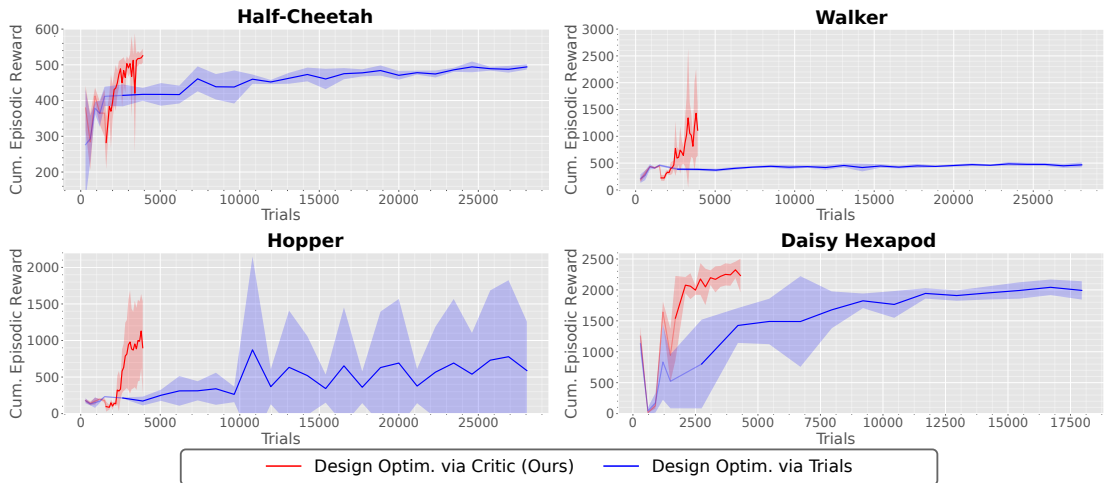 Half-Cheetah
Cum. Episodic Reward
600
500
400
300
200
0 5000 10000 15000 20000 25000
Trials
Walker
Cum. Episodic Reward
3000
2500
2000
1500
1000
500
0
0 5000 10000 15000 20000 25000
Trials
Hopper
Cum. Episodic Reward
2000
1500
1000
500
0
0 5000 10000 15000 20000 25000
Trials
Daisy Hexapod
Cum. Episodic Reward
2500
2000
1500
1000
500
0
0 2500 5000 7500 10000 12500 15000 17500
Trials
Design Optim. via Critic (Ours) Design Optim. via Trials